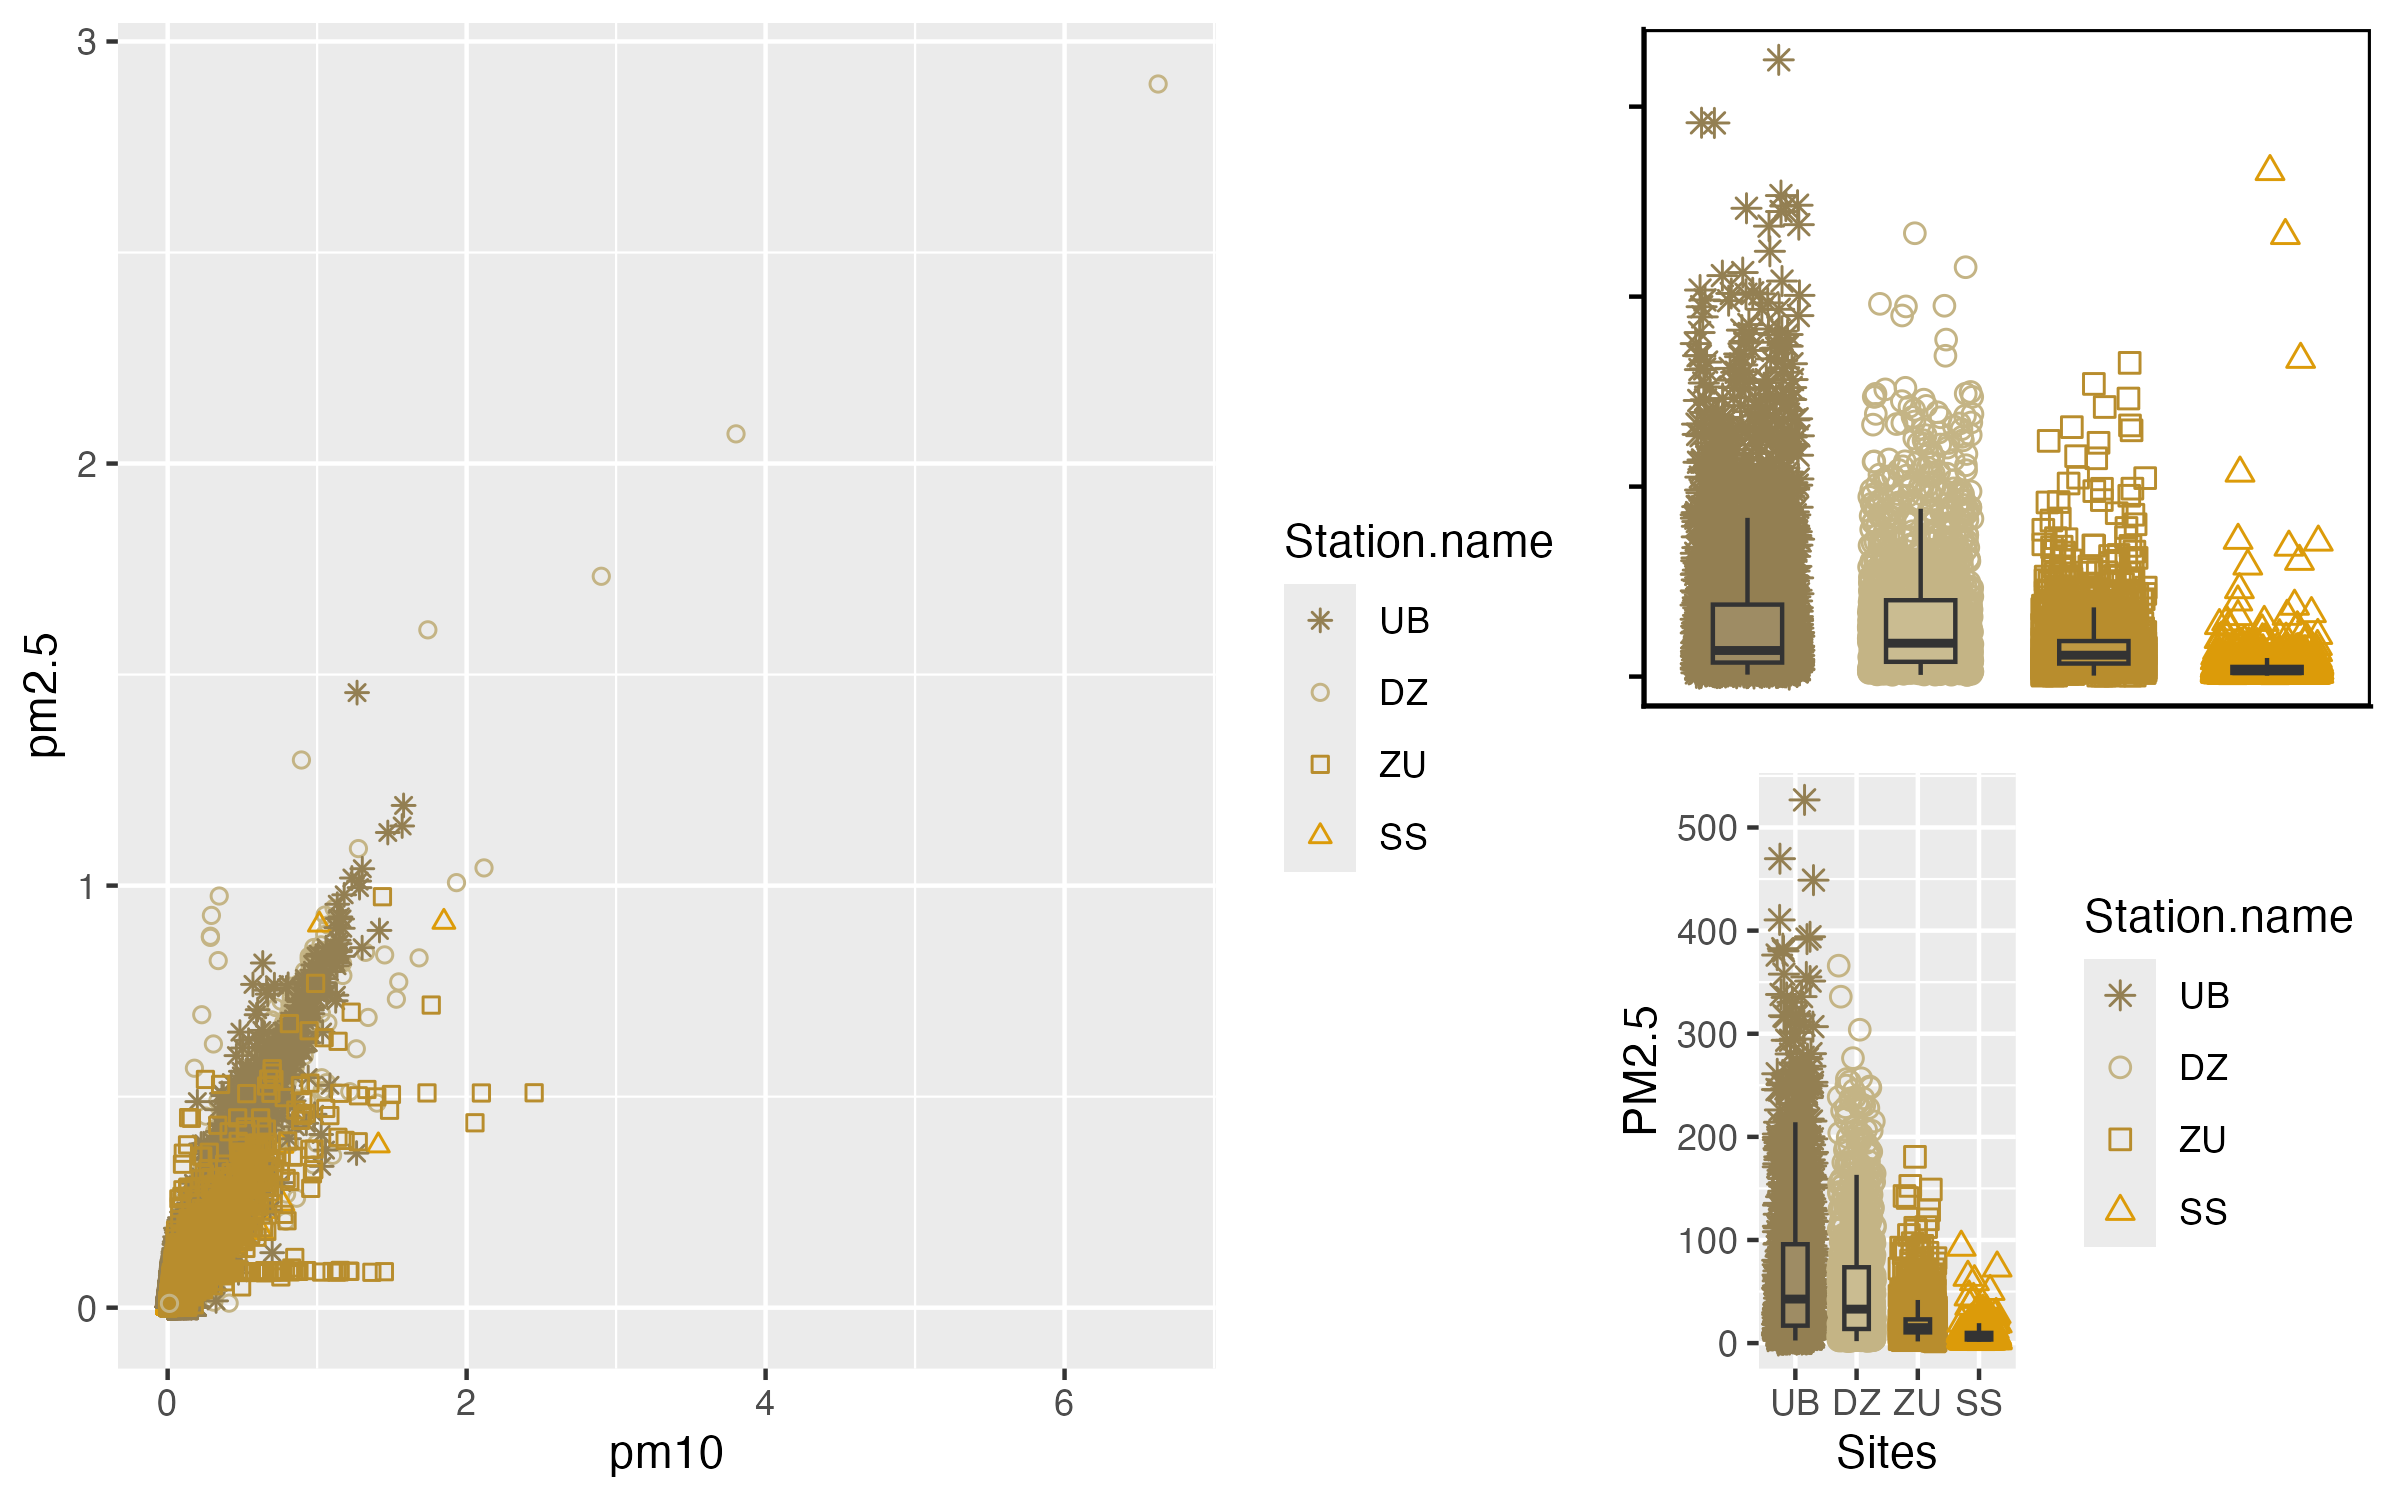 3
2
1
0
pm2.5
0 2 4 6
pm10
Station.name
UB
DZ
ZU
SS
500
400
300
200
100
0
PM2.5
UB DZ ZU SS
Sites
Station.name
UB
DZ
ZU
SS